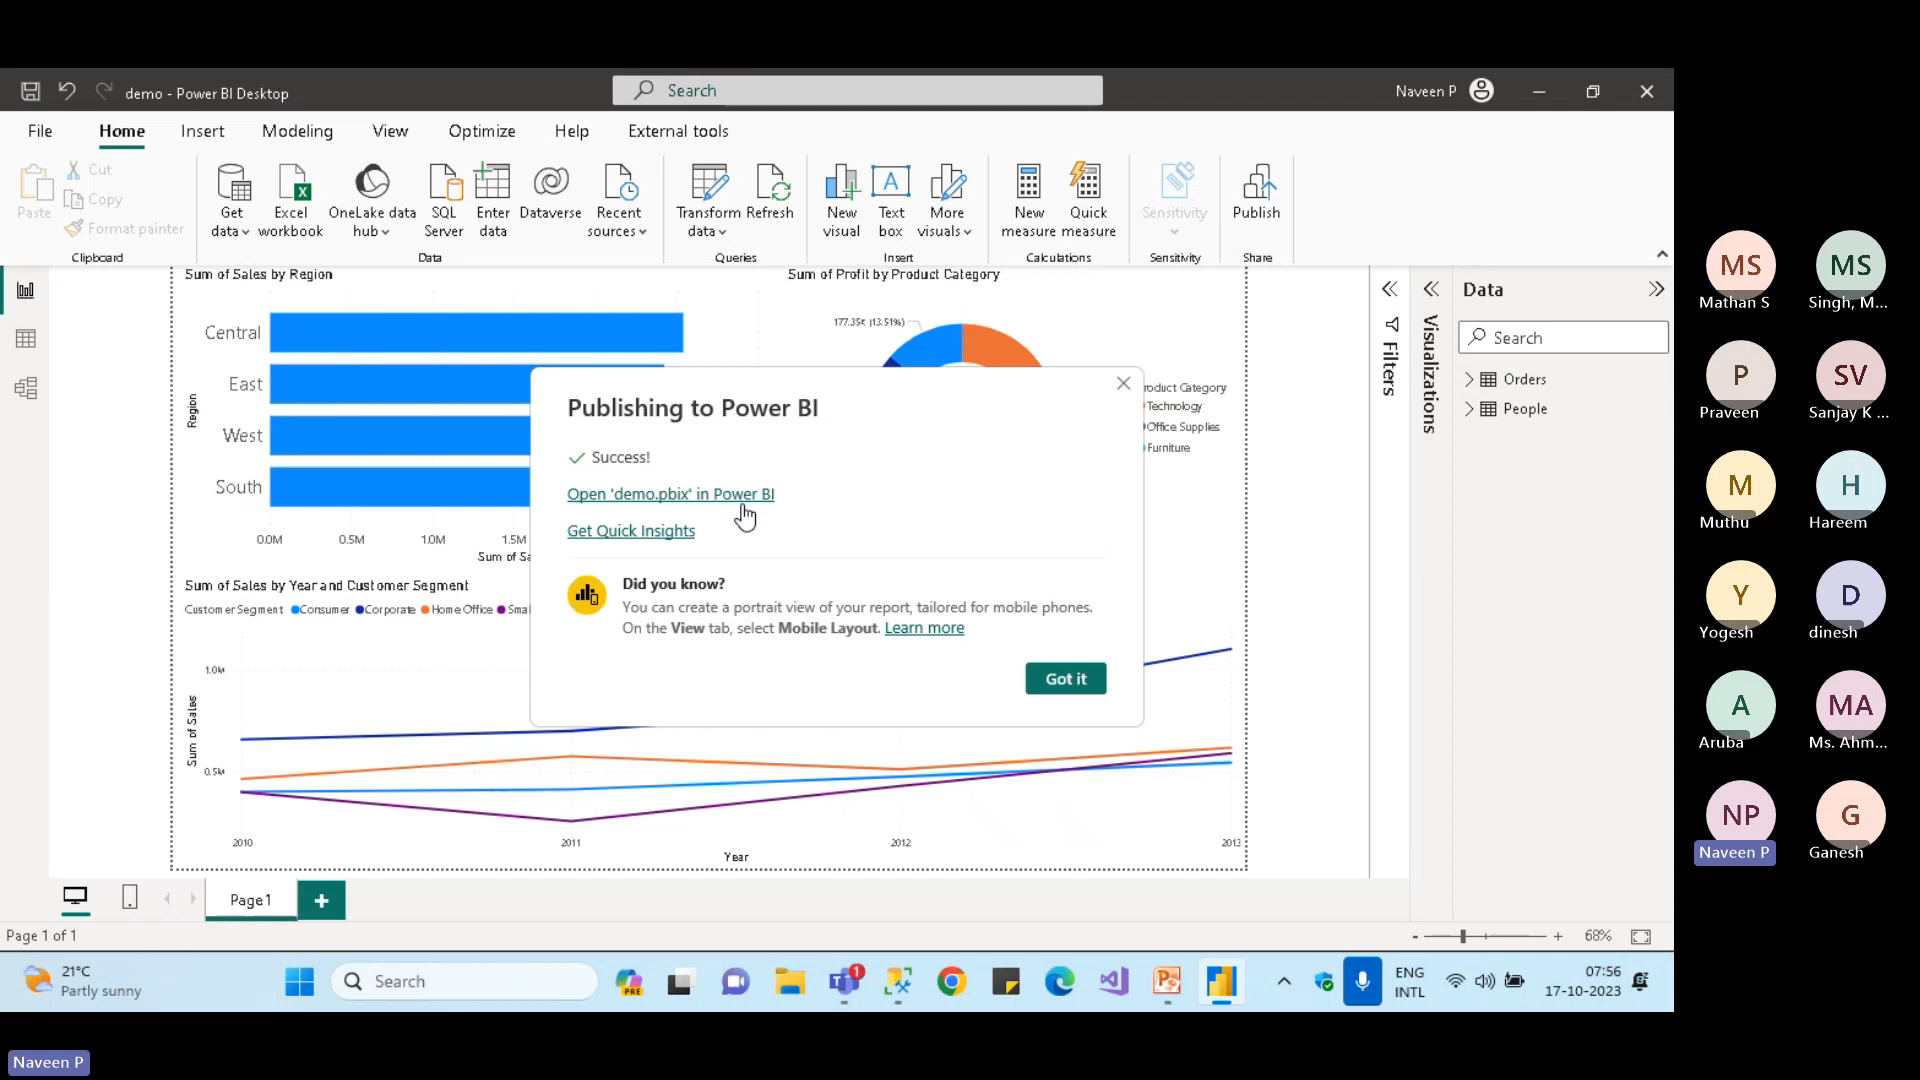 demo - Power BI Desktop
Search
Naveen P
File Home Insert Modeling View Optimize Help External tools
Paste
Cut
Copy
Format painter
Get data
Excel workbook
OneLake data hub
SQL Server
Enter data
Dataverse
Recent sources
Transform data
Refresh
New visual
Text box
More visuals
New measure
Quick measure
Sensitivity
Publish
Clipboard Data Queries Insert Calculations Sensitivity Share
Sum of Sales by Region
Central
East
West
South
Region
0.0M 0.5M 1.0M 1.5M
Sum of Sa
Sum of Profit by Product Category
177.35K (13.51%)
roduct Category
Technology
Office Supplies
Furniture
Publishing to Power BI
Success!
Open 'demo.pbix' in Power BI
Get Quick Insights
Did you know?
You can create a portrait view of your report, tailored for mobile phones.
On the View tab, select Mobile Layout. Learn more
Got it
Sum of Sales by Year and Customer Segment
Customer Segment Consumer Corporate Home Office Smal
1.0M
0.5M
Sum of Sales
2010 2011 2012 2013
Year
Filters
Visualizations
Data
Search
Orders
People
Page 1
Page 1 of 1
- + 68%
21°C
Partly sunny
Search
PRE
1
ENG
INTL
07:56
17-10-2023
MS
Mathan S
MS
Singh, M...
P
Praveen
SV
Sanjay K ...
M
Muthu
H
Hareem
Y
Yogesh
D
dinesh
A
Aruba
MA
Ms. Ahm...
NP
Naveen P
G
Ganesh
Naveen P